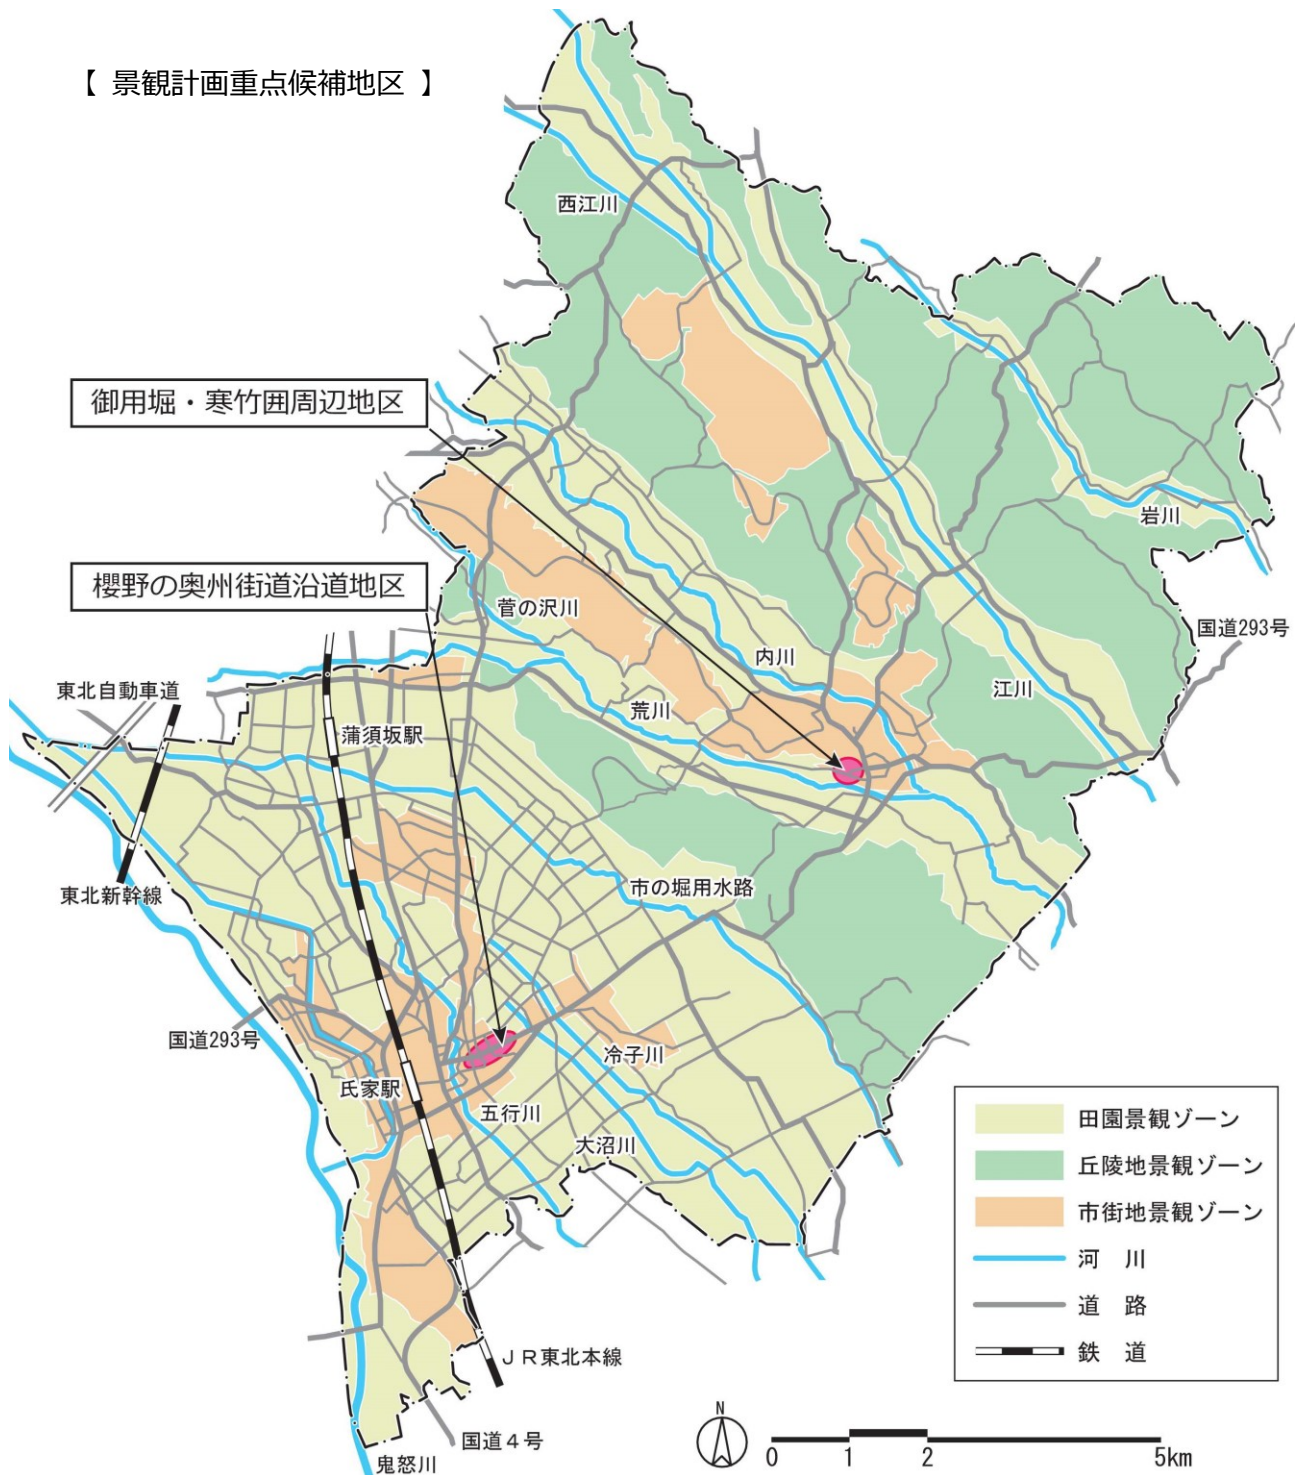 【 景観計画重点候補地区 】
西江川
御用堀・寒竹囲周辺地区
岩川
櫻野の奥州街道沿道地区
菅の沢川
国道293号
内川
東北自動車道
江川
荒川
蒲須坂駅
市の堀用水路
東北新幹線
国道293号
冷子川
氏家駅
五行川
大沼川
田園景観ゾーン
丘陵地景観ゾーン
市街地景観ゾーン
河 川
道 路
鉄 道
JR東北本線
国道4号
鬼怒川
N
0 1 2 5km